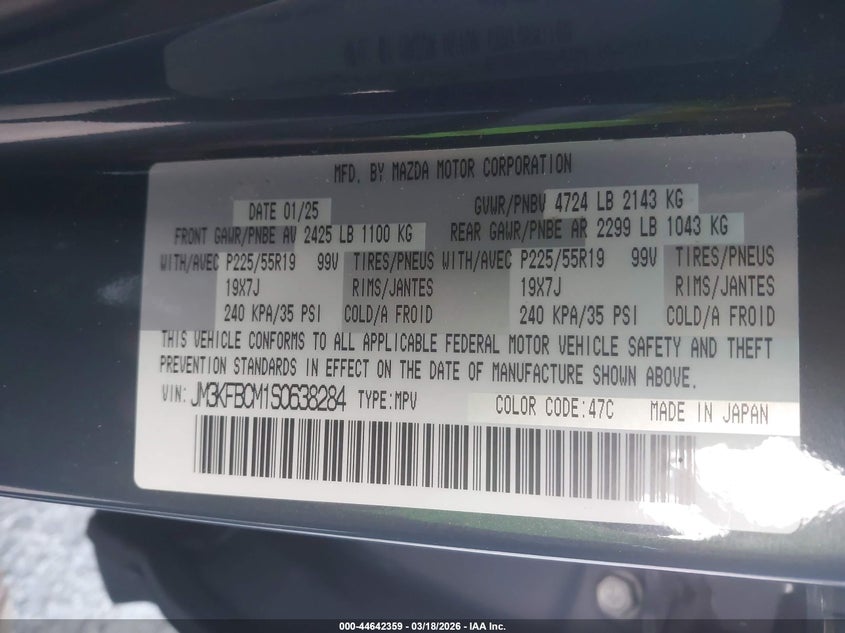 MFD. BY MAZDA MOTOR CORPORATION
DATE 01/25 GVWR/PNBV 4724 LB 2143 KG
FRONT GAWR/PNBE AV 2425 LB 1100 KG REAR GAWR/PNBE AR 2299 LB 1043 KG
WITH/AVEC P225/55R19 99V TIRES/PNEUS WITH/AVEC P225/55R19 99V TIRES/PNEUS
19X7J RIMS/JANTES 19X7J RIMS/JANTES
240 KPA/35 PSI COLD/A FROID 240 KPA/35 PSI COLD/A FROID
THIS VEHICLE CONFORMS TO ALL APPLICABLE FEDERAL MOTOR VEHICLE SAFETY AND THEFT
PREVENTION STANDARDS IN EFFECT ON THE DATE OF MANUFACTURE SHOWN ABOVE.
VIN: JM3KFBCM1S0638284 TYPE:MPV COLOR CODE:47C MADE IN JAPAN
000-44642359 - 03/18/2026 - IAA Inc.